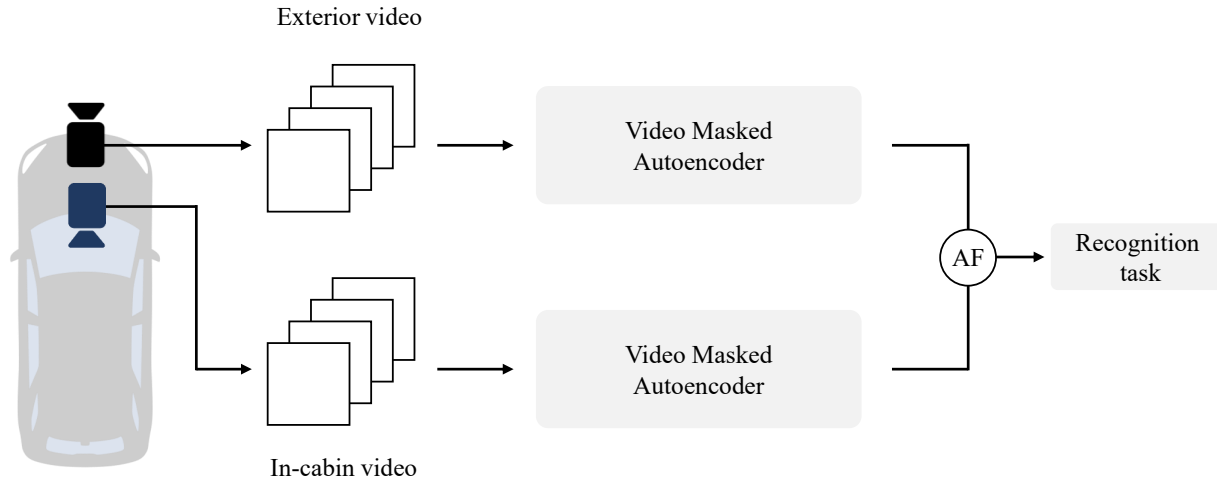 Exterior video
Video Masked
Autoencoder
AF
Recognition
task
Video Masked
Autoencoder
In-cabin video